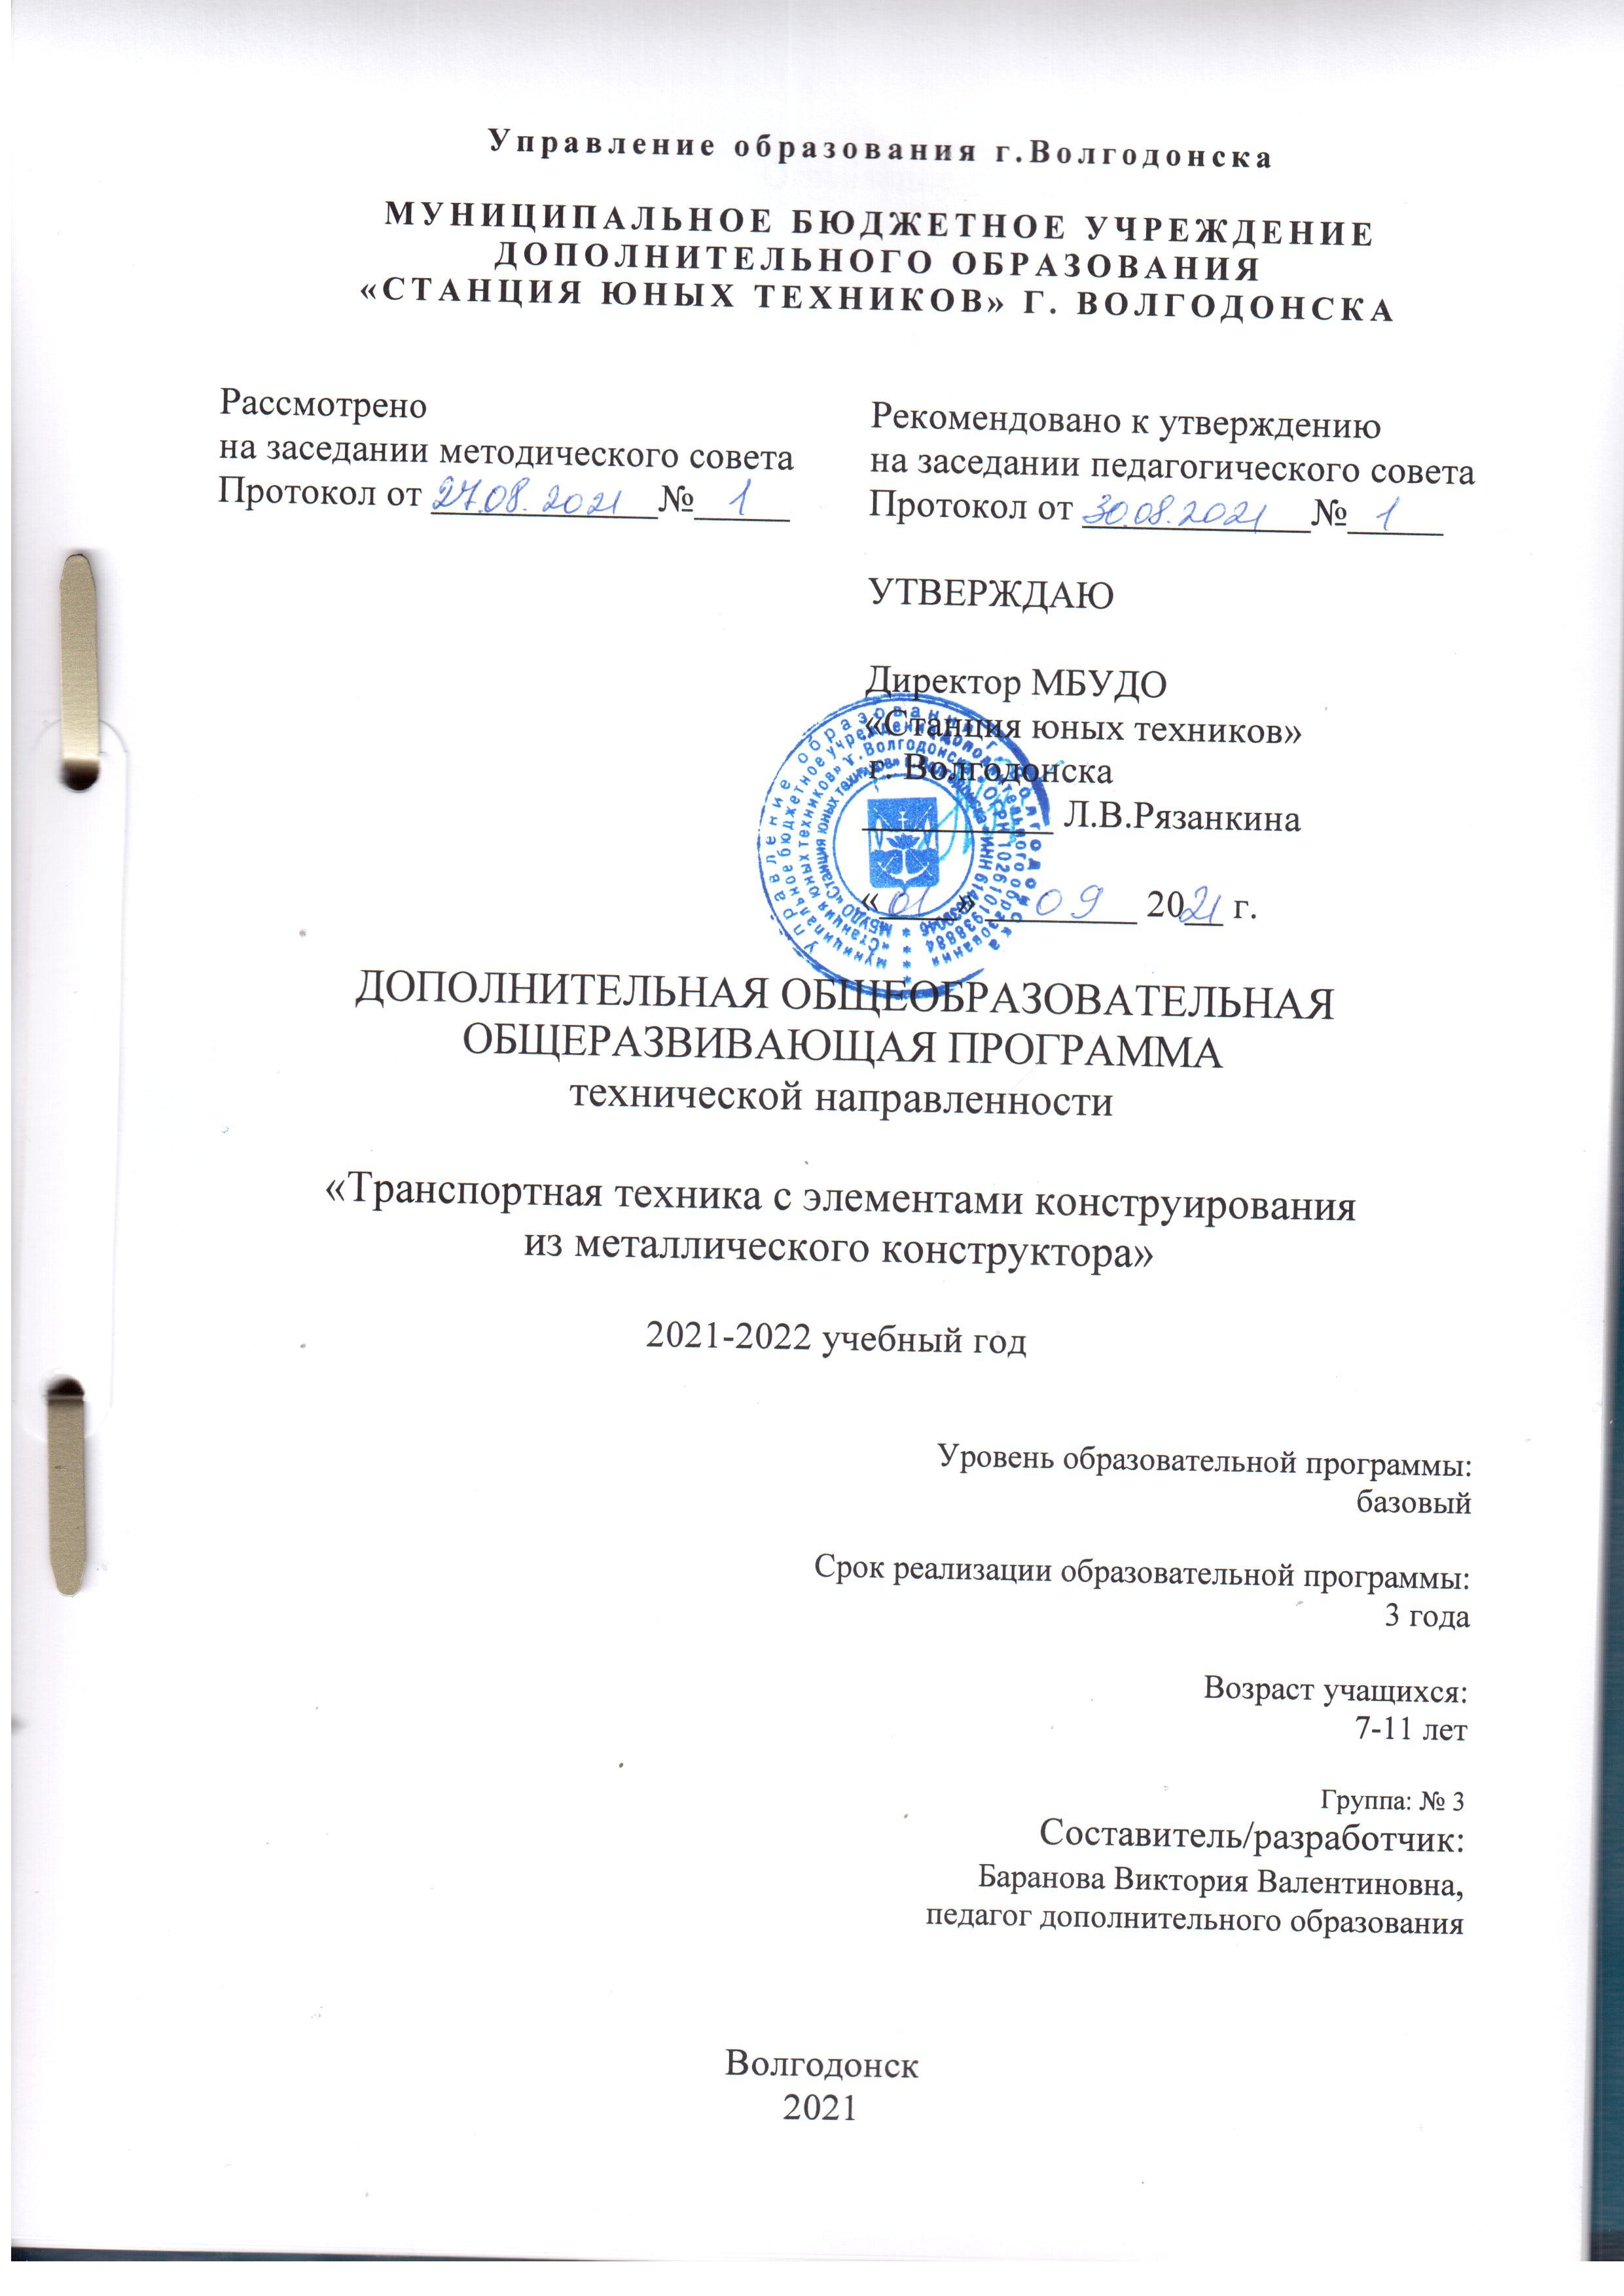 Управление образования г.Волгодонска
МУНИЦИПАЛЬНОЕ БЮДЖЕТНОЕ УЧРЕЖДЕНИЕ
ДОПОЛНИТЕЛЬНОГО ОБРАЗОВАНИЯ
«СТАНЦИЯ ЮНЫХ ТЕХНИКОВ» Г. ВОЛГОДОНСКА
Рассмотрено
на заседании методического совета
Протокол от 27.08.2021 № 1
Рекомендовано к утверждению
на заседании педагогического совета
Протокол от 30.08.2021 № 1
УТВЕРЖДАЮ
Директор МБУДО
«Станция юных техников»
г. Волгодонска
__________ Л.В.Рязанкина
«01» 09 2021 г.
ДОПОЛНИТЕЛЬНАЯ ОБЩЕОБРАЗОВАТЕЛЬНАЯ
ОБЩЕРАЗВИВАЮЩАЯ ПРОГРАММА
технической направленности
«Транспортная техника с элементами конструирования
из металлического конструктора»
2021-2022 учебный год
Уровень образовательной программы:
базовый
Срок реализации образовательной программы:
3 года
Возраст учащихся:
7-11 лет
Группа: № 3
Составитель/разработчик:
Баранова Виктория Валентиновна,
педагог дополнительного образования
Волгодонск
2021